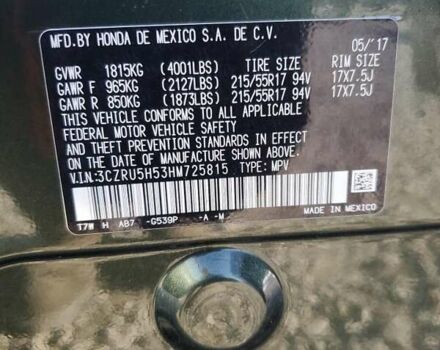 MFD.BY HONDA DE MEXICO S.A. DE C.V. 05/'17
TIRE SIZE RIM SIZE
GVWR 1815KG (4001LBS)
GAWR F 965KG (2127LBS) 215/55R17 94V 17X7.5J
GAWR R 850KG (1873LBS) 215/55R17 94V 17X7.5J
THIS VEHICLE CONFORMS TO ALL APPLICABLE
FEDERAL MOTOR VEHICLE SAFETY
AND THEFT PREVENTION STANDARDS IN EFFECT
ON THE DATE OF MANUFACTURE SHOWN ABOVE.
V.I.N:3CZRU5H53HM725815 TYPE: MPV
MADE IN MEXICO
T7W H AB7 -G539P -A -M